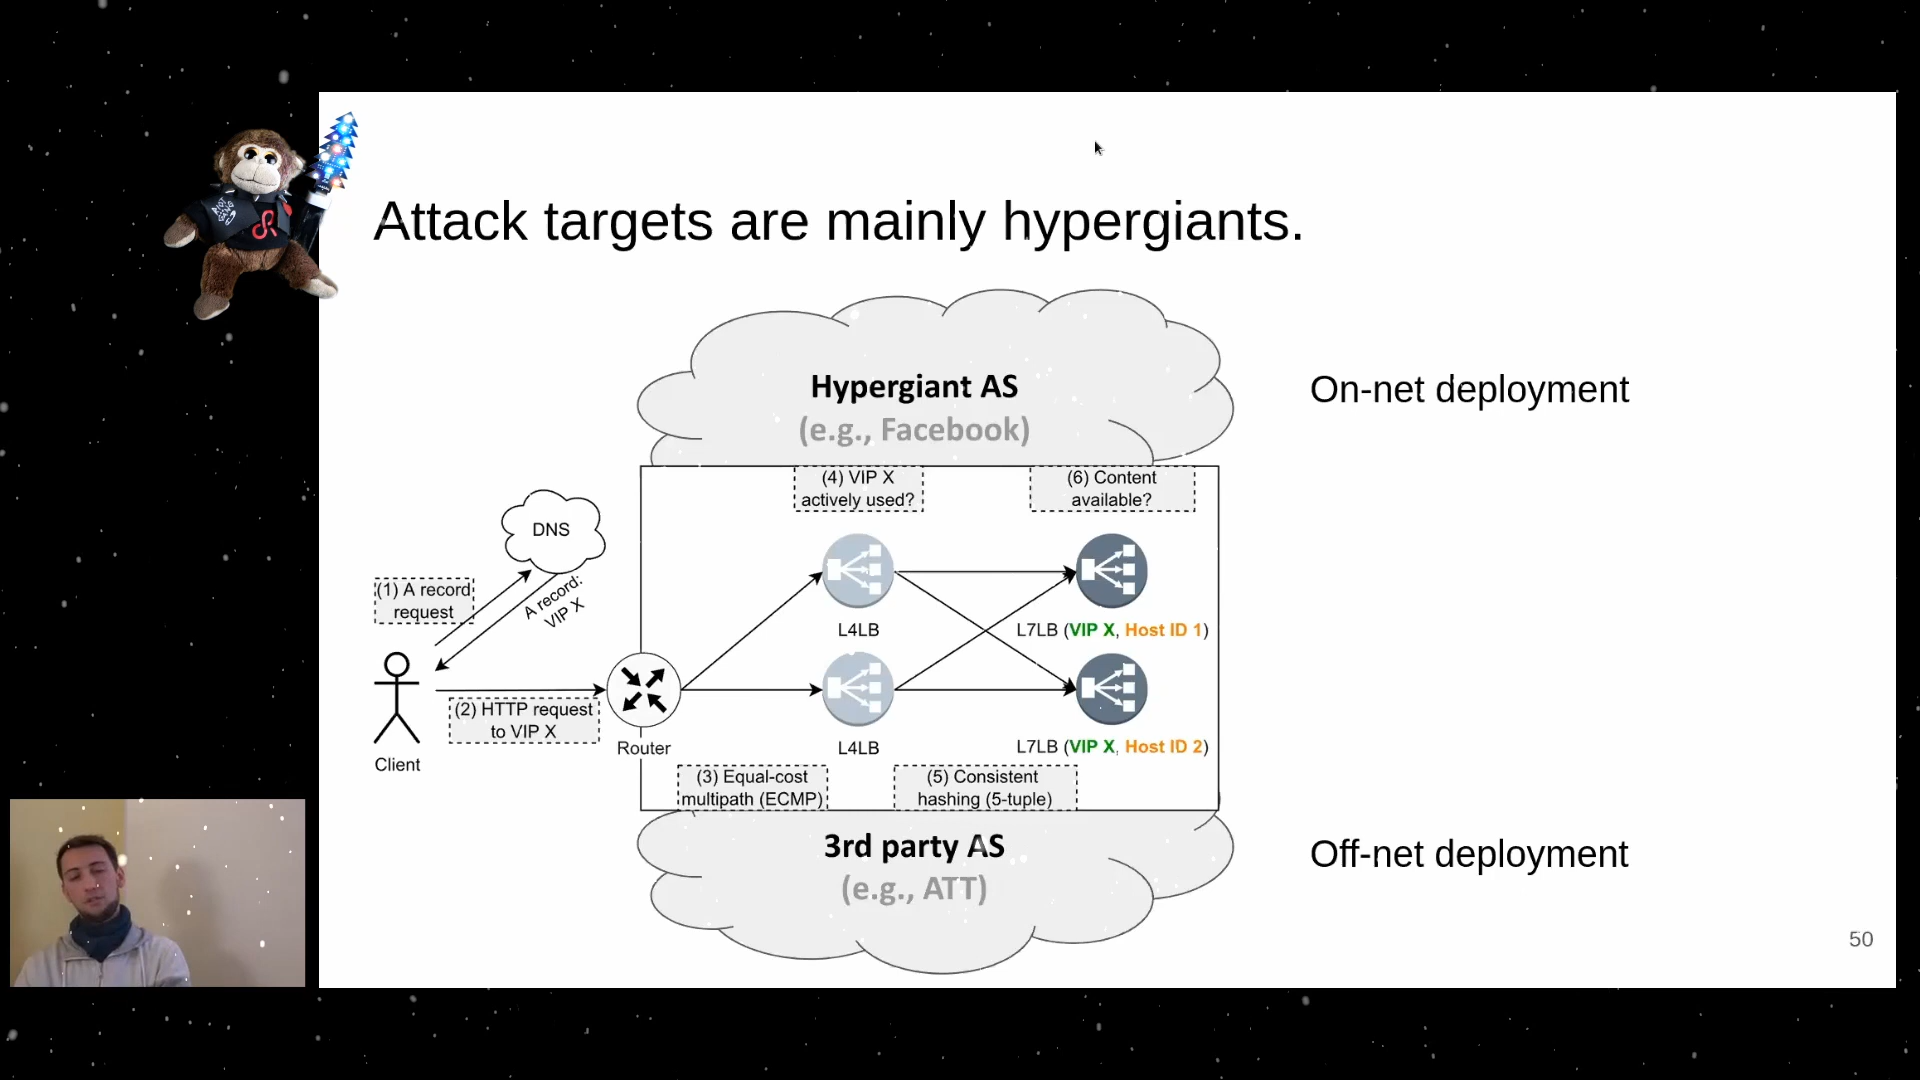 Attack targets are mainly hypergiants.
Hypergiant AS
(e.g., Facebook)
On-net deployment
(4) VIP X
actively used?
(6) Content
available?
DNS
(1) A record
request
A record:
VIP X
L4LB
L7LB (VIP X, Host ID 1)
(2) HTTP request
to VIP X
Client
Router
L4LB
L7LB (VIP X, Host ID 2)
(3) Equal-cost
multipath (ECMP)
(5) Consistent
hashing (5-tuple)
3rd party AS
(e.g., ATT)
Off-net deployment
50